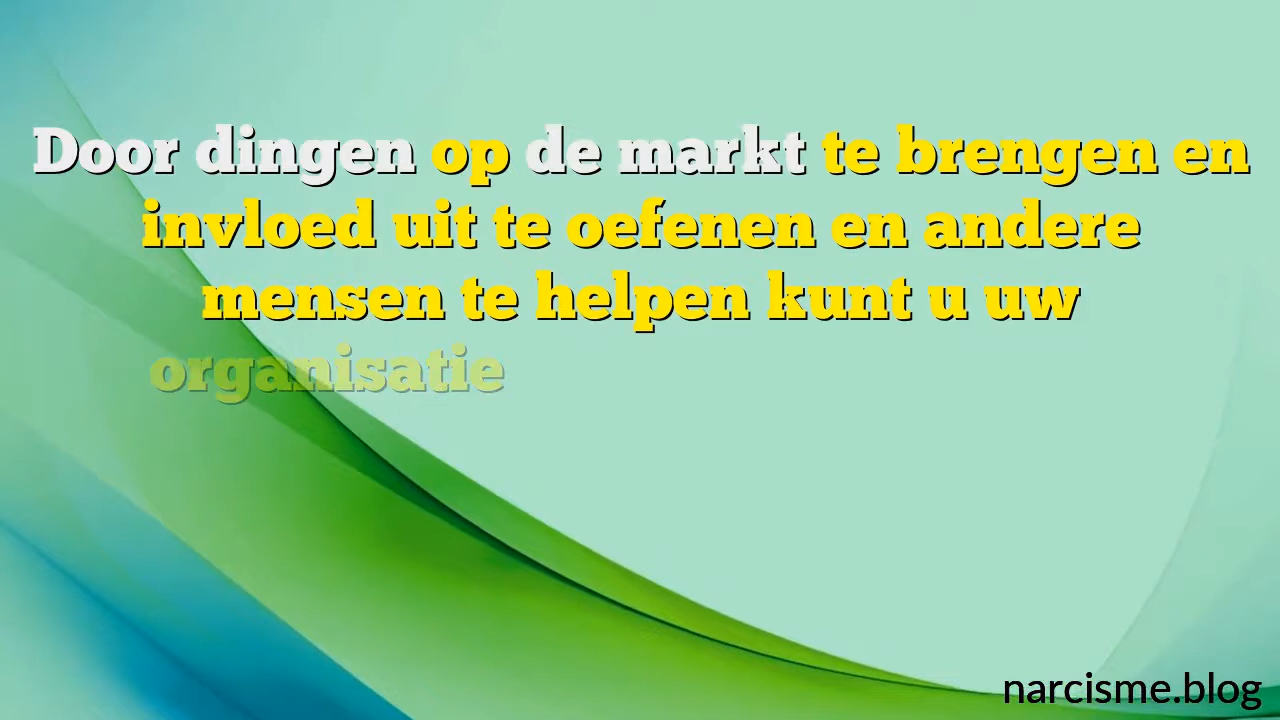 Door dingen op de markt te brengen en
invloed uit te oefenen en andere
mensen te helpen kunt u uw
organisatie
narcisme.blog